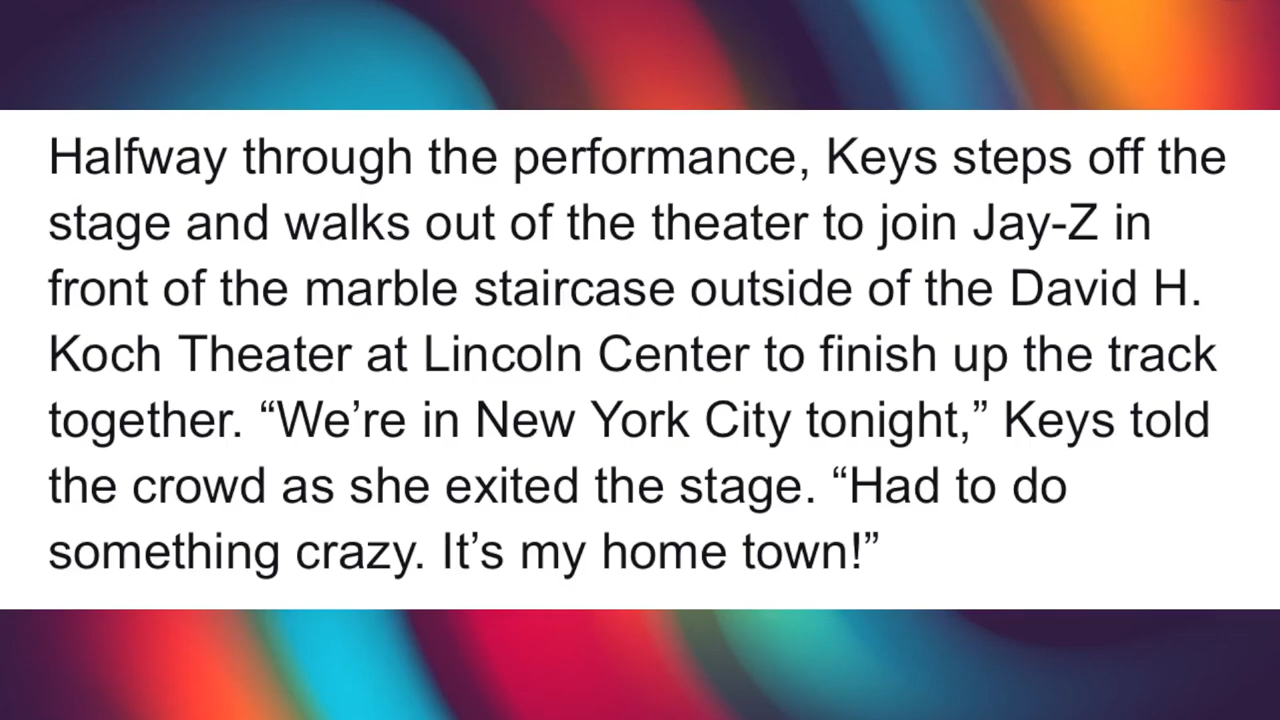 Halfway through the performance, Keys steps off the
stage and walks out of the theater to join Jay-Z in
front of the marble staircase outside of the David H.
Koch Theater at Lincoln Center to finish up the track
together. “We’re in New York City tonight,” Keys told
the crowd as she exited the stage. “Had to do
something crazy. It’s my home town!”